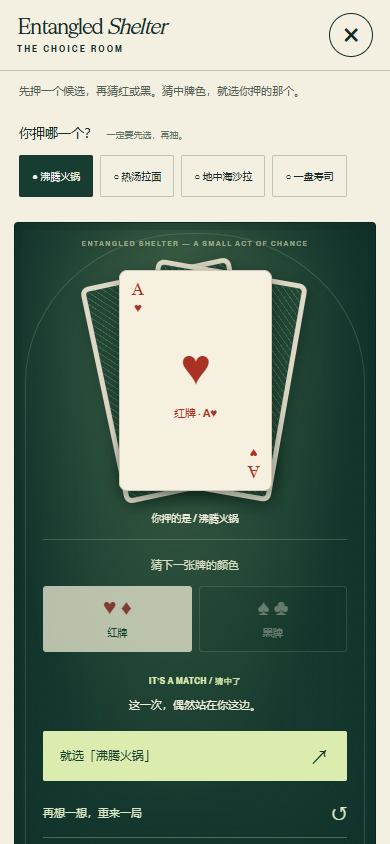 Entangled Shelter
THE CHOICE ROOM
先押一个候选，再猜红或黑。猜中牌色，就选你押的那个。
你押哪一个？ 一定要先选，再抽。
沸腾火锅 热汤拉面 地中海沙拉 一盘寿司
ENTANGLED SHELTER — A SMALL ACT OF CHANCE
A
红牌 · A♥
A
你押的是 / 沸腾火锅
猜下一张牌的颜色
红牌 黑牌
IT'S A MATCH / 猜中了
这一次，偶然站在你这边。
就选「沸腾火锅」
再想一想，重来一局